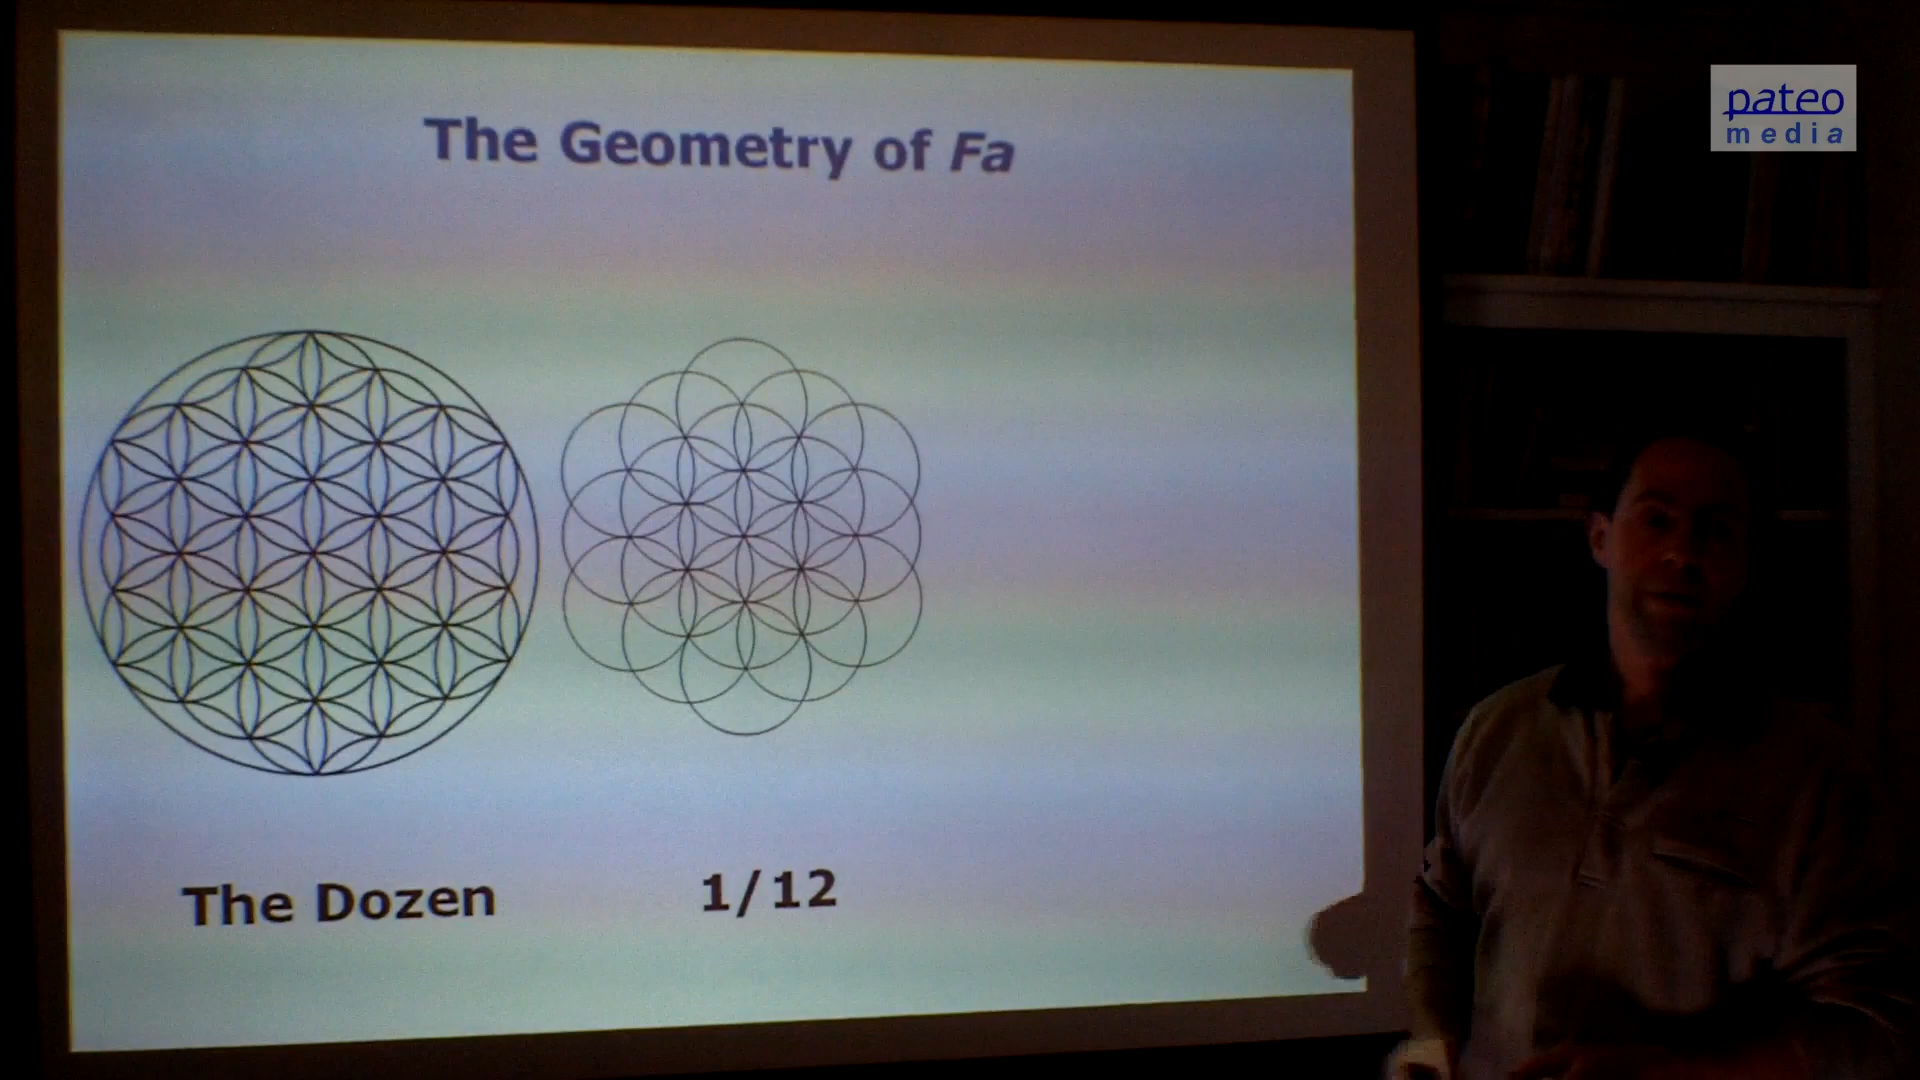 The Geometry of Fa
The Dozen
1/12
pateo
media